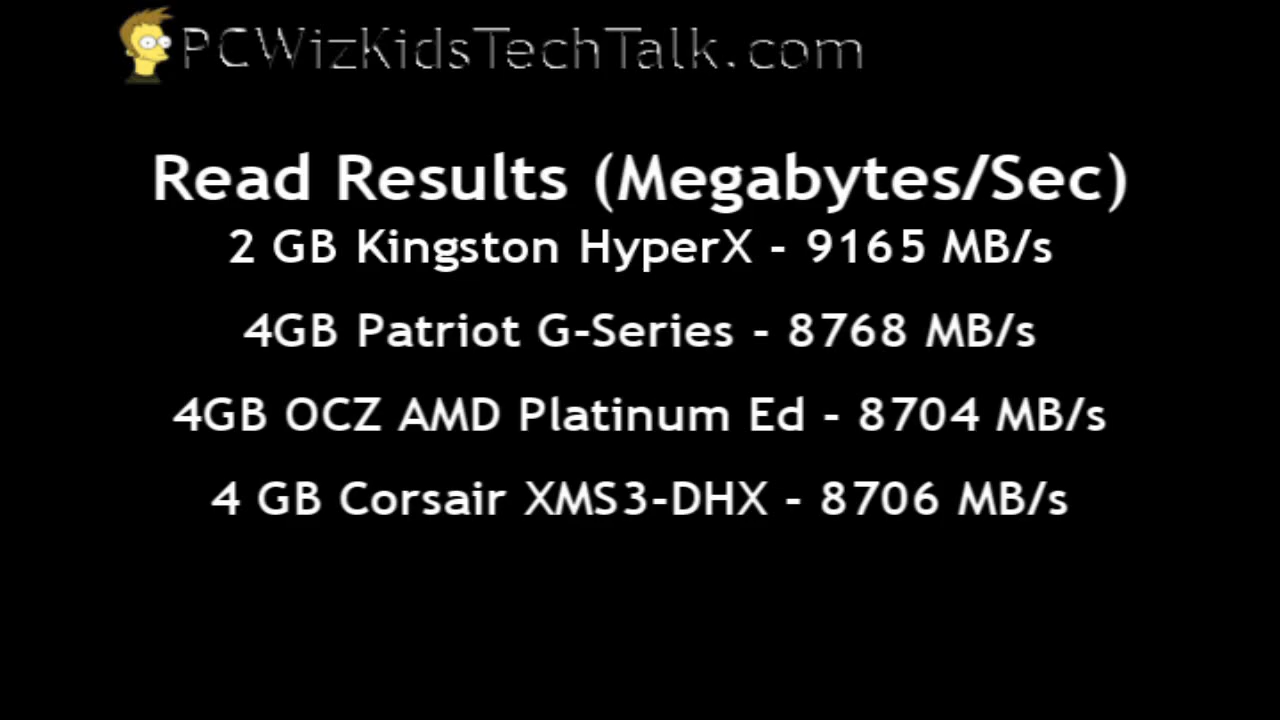 PCWizKidsTechTalk.com
Read Results (Megabytes/Sec)
2 GB Kingston HyperX - 9165 MB/s
4GB Patriot G-Series - 8768 MB/s
4GB OCZ AMD Platinum Ed - 8704 MB/s
4 GB Corsair XMS3-DHX - 8706 MB/s